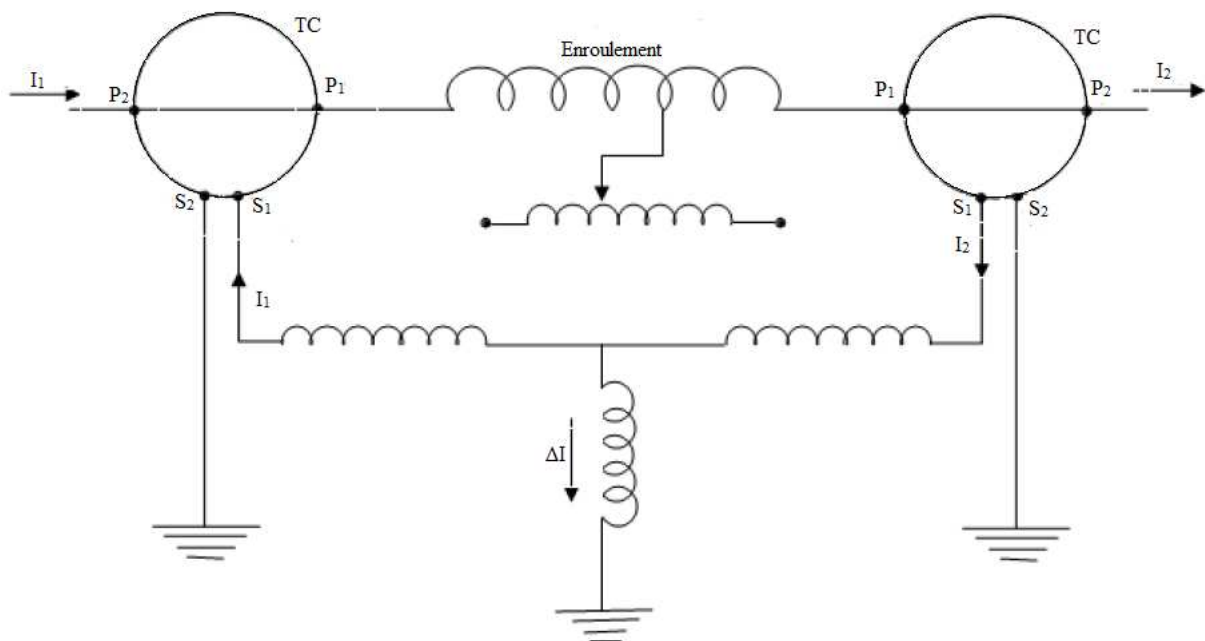 TC
TC
Enroulement
I1
P2
P1
P1
P2
I2
S2
S1
S1
S2
I2
I1
ΔI